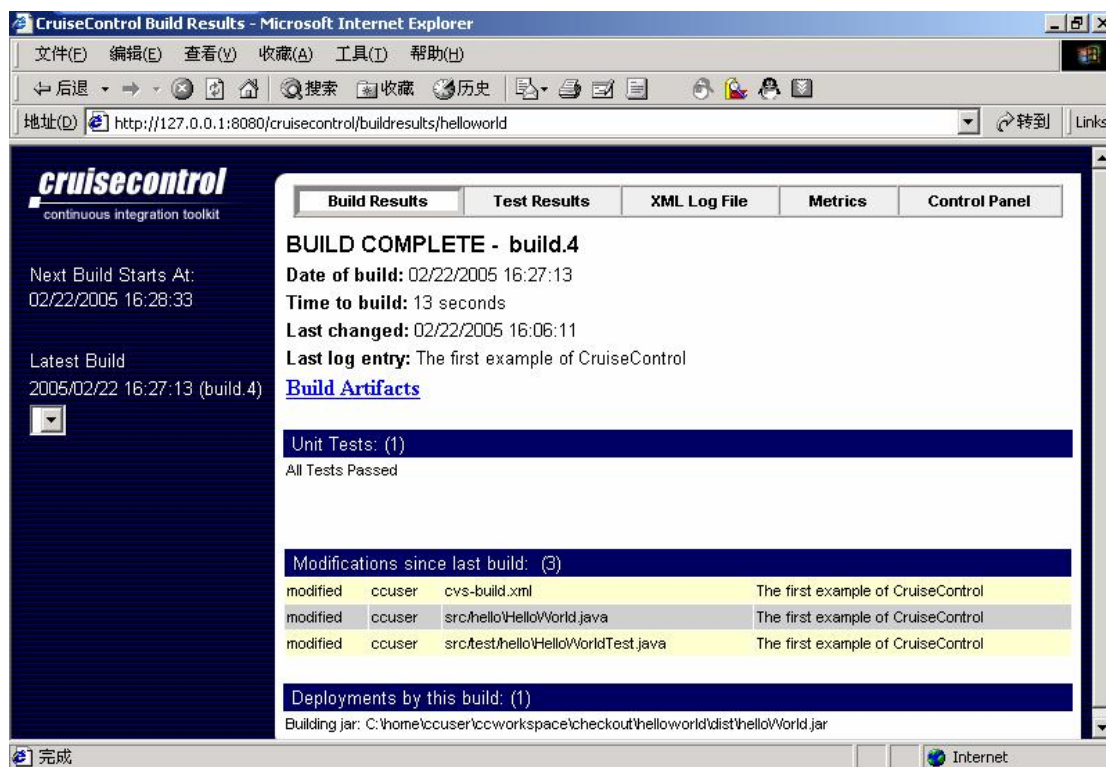 CruiseControl Build Results - Microsoft Internet Explorer
文件(F) 编辑(E) 查看(V) 收藏(A) 工具(T) 帮助(H)
后退 搜索 收藏 历史
地址(D) http://127.0.0.1:8080/cruisecontrol/buildresults/helloworld 转到 Links
cruisecontrol
continuous integration toolkit
Next Build Starts At:
02/22/2005 16:28:33
Latest Build
2005/02/22 16:27:13 (build.4)
Build Results Test Results XML Log File Metrics Control Panel
BUILD COMPLETE - build.4
Date of build: 02/22/2005 16:27:13
Time to build: 13 seconds
Last changed: 02/22/2005 16:06:11
Last log entry: The first example of CruiseControl
Build Artifacts
Unit Tests: (1)
All Tests Passed
Modifications since last build: (3)
modified ccuser cvs-build.xml The first example of CruiseControl
modified ccuser src/hello\HelloWorld.java The first example of CruiseControl
modified ccuser src/test/hello\HelloWorldTest.java The first example of CruiseControl
Deployments by this build: (1)
Building jar: C:\home\ccuser\ccworkspace\checkout\helloworld\dist\helloWorld.jar
完成 Internet